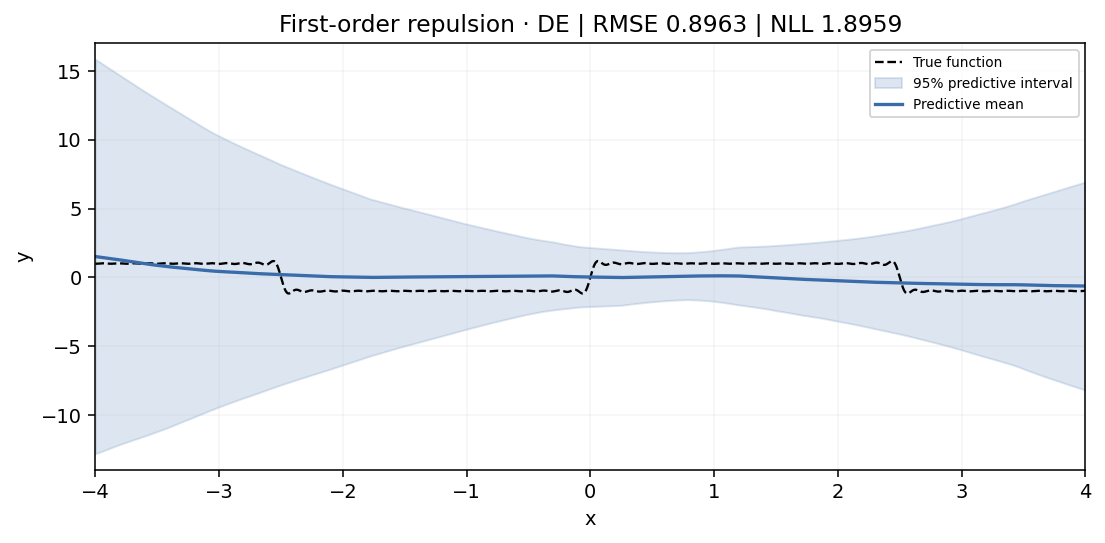 First-order repulsion · DE | RMSE 0.8963 | NLL 1.8959
True function
95% predictive interval
Predictive mean
15
10
5
0
−5
−10
y
−4
−3
−2
−1
0
1
2
3
4
x